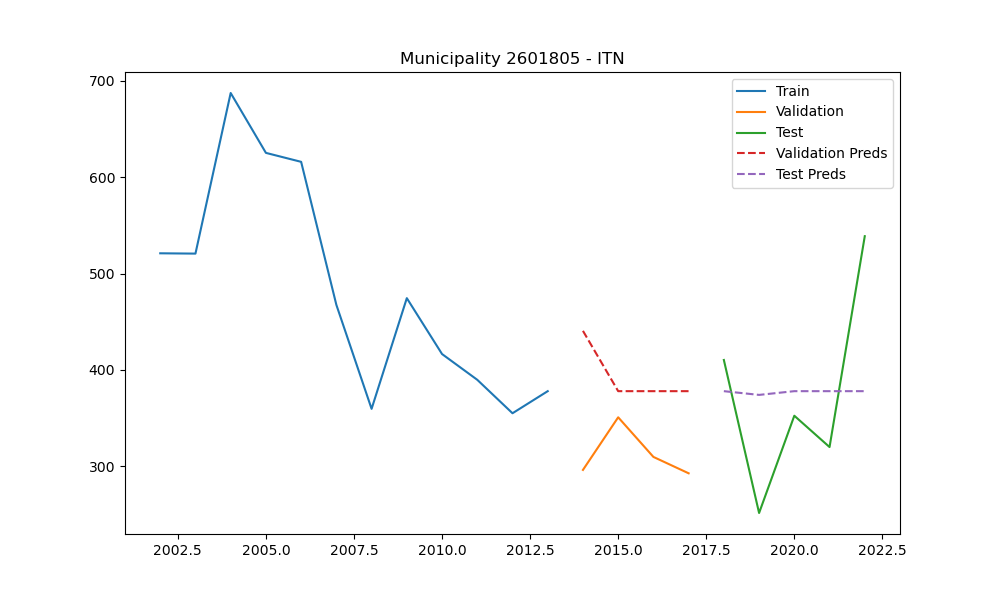 Municipality 2601805 - ITN
700
600
500
400
300
Train
Validation
Test
Validation Preds
Test Preds
2002.5 2005.0 2007.5 2010.0 2012.5 2015.0 2017.5 2020.0 2022.5